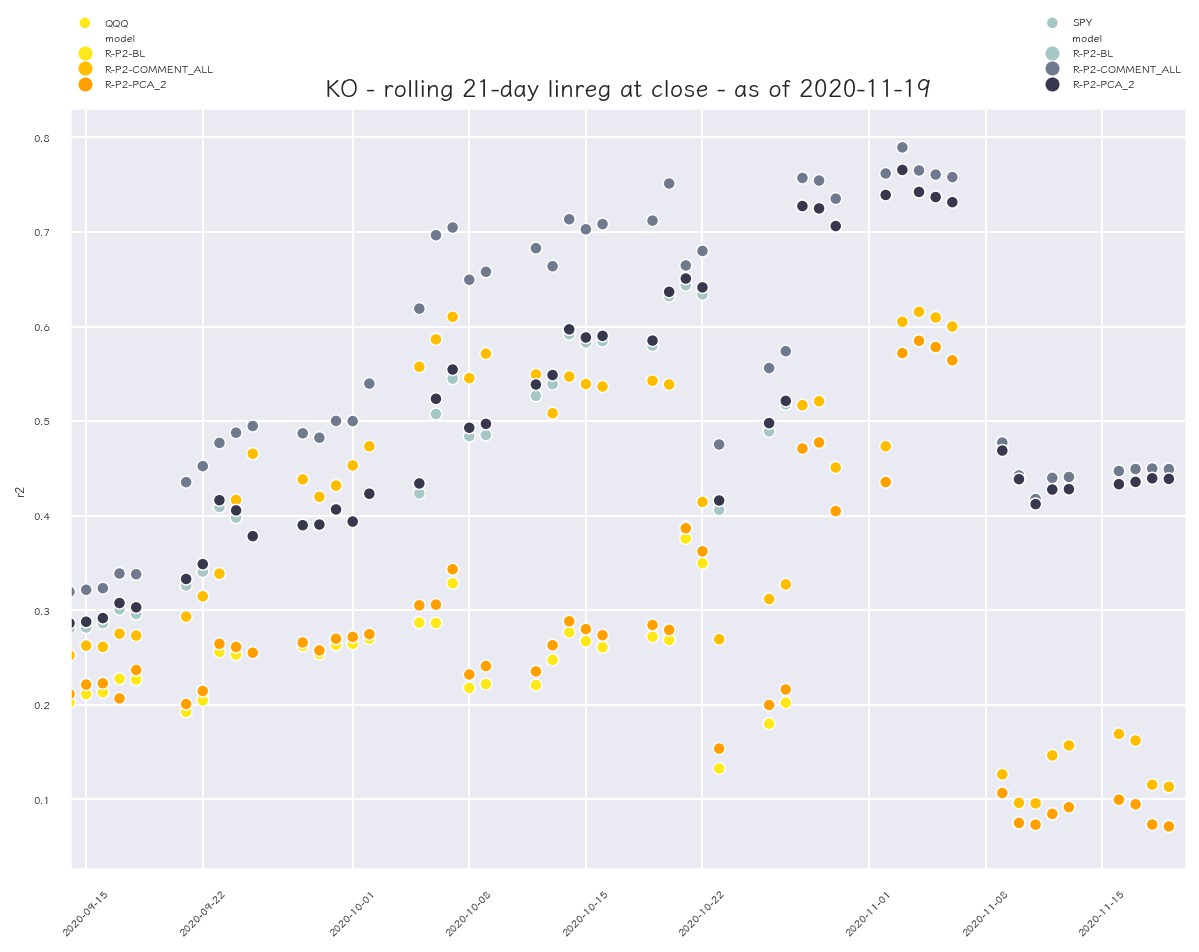 QQQ
model
R-P2-BL
R-P2-COMMENT_ALL
R-P2-PCA_2
SPY
model
R-P2-BL
R-P2-COMMENT_ALL
R-P2-PCA_2
KO - rolling 21-day linreg at close - as of 2020-11-19
0.8
0.7
0.6
0.5
0.4
0.3
0.2
0.1
r2
2020-09-15
2020-09-22
2020-10-01
2020-10-08
2020-10-15
2020-10-22
2020-11-01
2020-11-08
2020-11-15